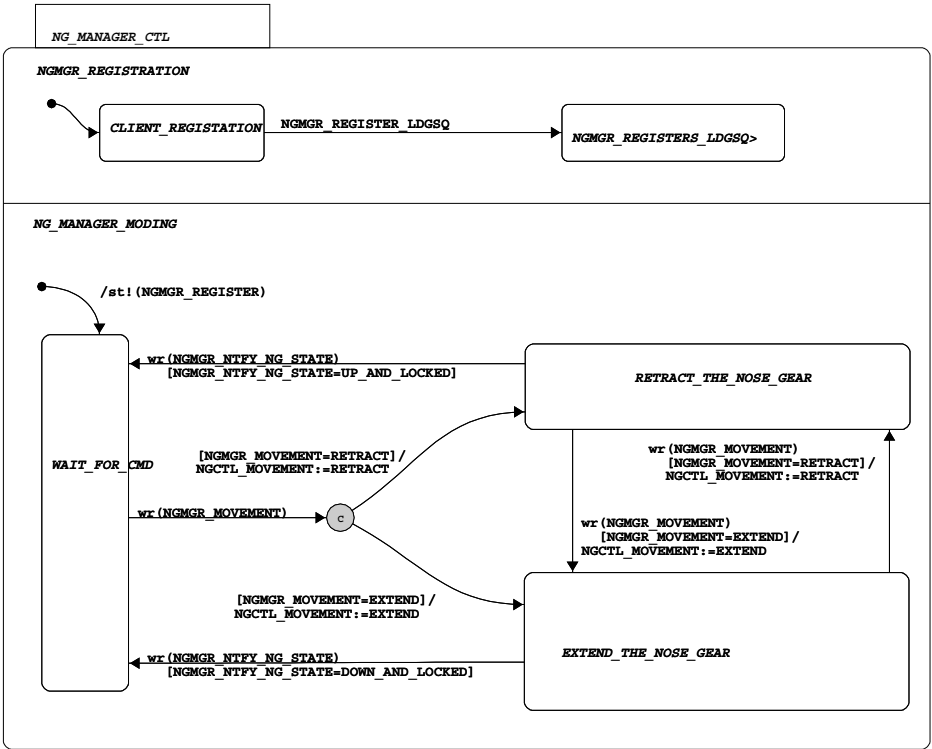 NG_MANAGER_CTL
NGMGR_REGISTRATION
CLIENT_REGISTATION
NGMGR_REGISTER_LDGSQ
NGMGR_REGISTERS_LDGSQ>
NG_MANAGER_MODING
/st!(NGMGR_REGISTER)
wr(NGMGR_NTFY_NG_STATE)
[NGMGR_NTFY_NG_STATE=UP_AND_LOCKED]
RETRACT_THE_NOSE_GEAR
WAIT_FOR_CMD
[NGMGR_MOVEMENT=RETRACT]/
NGCTL_MOVEMENT:=RETRACT
wr(NGMGR_MOVEMENT)
[NGMGR_MOVEMENT=RETRACT]/
NGCTL_MOVEMENT:=RETRACT
wr(NGMGR_MOVEMENT)
c
wr(NGMGR_MOVEMENT)
[NGMGR_MOVEMENT=EXTEND]/
NGCTL_MOVEMENT:=EXTEND
[NGMGR_MOVEMENT=EXTEND]/
NGCTL_MOVEMENT:=EXTEND
wr(NGMGR_NTFY_NG_STATE)
[NGMGR_NTFY_NG_STATE=DOWN_AND_LOCKED]
EXTEND_THE_NOSE_GEAR